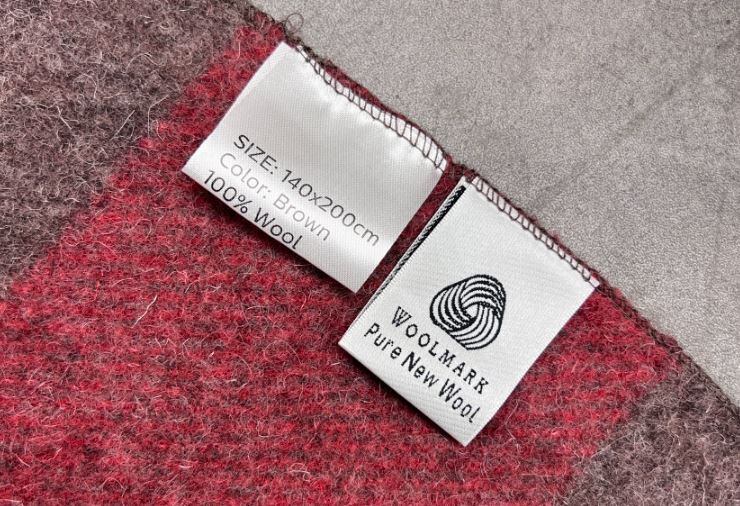 SIZE: 140x200cm
Color: Brown
100% Wool
WOOLMARK
Pure New Wool